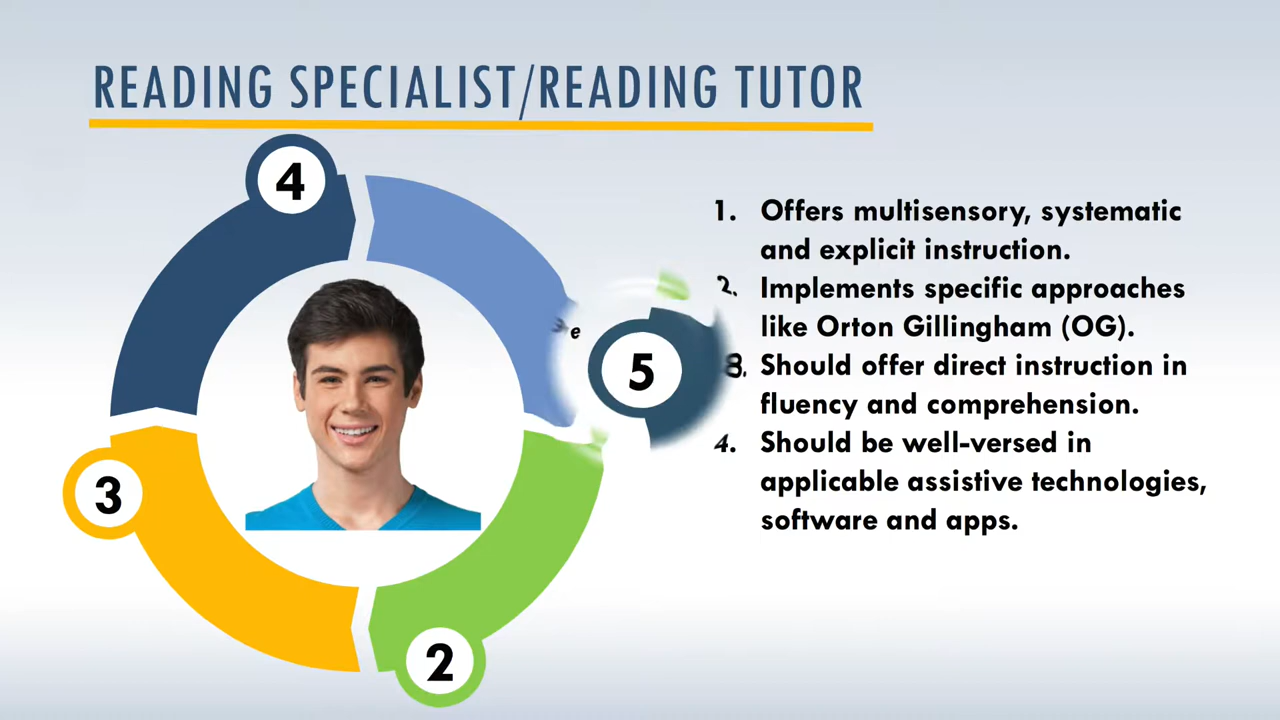 READING SPECIALIST/READING TUTOR
4
1. Offers multisensory, systematic
and explicit instruction.
2. Implements specific approaches
like Orton Gillingham (OG).
5
3. Should offer direct instruction in
fluency and comprehension.
4. Should be well-versed in
applicable assistive technologies,
software and apps.
3
2